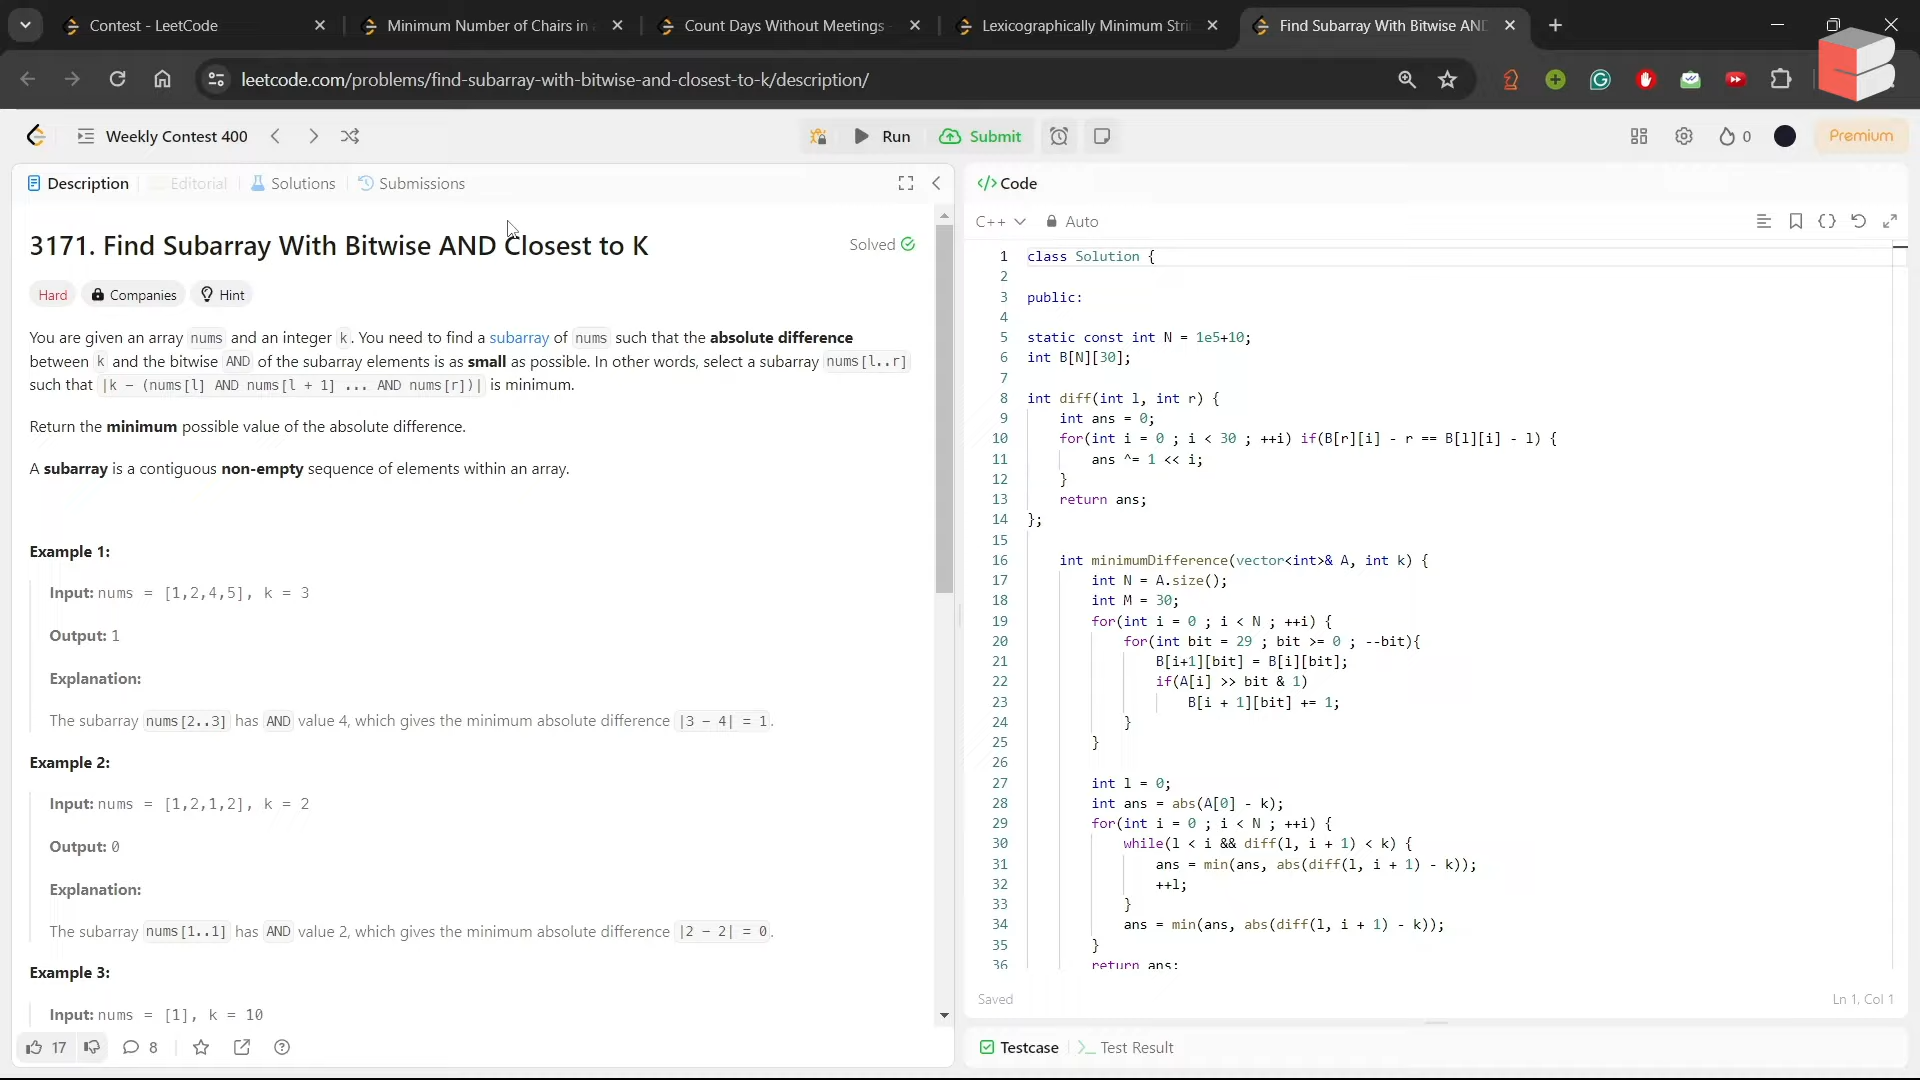 Contest - LeetCode
Minimum Number of Chairs in
Count Days Without Meetings
Lexicographically Minimum Stri
Find Subarray With Bitwise AND
leetcode.com/problems/find-subarray-with-bitwise-and-closest-to-k/description/
Weekly Contest 400
Run
Submit
0
Premium
Description
Editorial
Solutions
Submissions
3171. Find Subarray With Bitwise AND Closest to K
Solved
Hard
Companies
Hint
You are given an array nums and an integer k. You need to find a subarray of nums such that the absolute difference
between k and the bitwise AND of the subarray elements is as small as possible. In other words, select a subarray nums[l..r]
such that |k - (nums[l] AND nums[l + 1] ... AND nums[r])| is minimum.
Return the minimum possible value of the absolute difference.
A subarray is a contiguous non-empty sequence of elements within an array.
Example 1:
Input: nums = [1,2,4,5], k = 3
Output: 1
Explanation:
The subarray nums[2..3] has AND value 4, which gives the minimum absolute difference |3 - 4| = 1.
Example 2:
Input: nums = [1,2,1,2], k = 2
Output: 0
Explanation:
The subarray nums[1..1] has AND value 2, which gives the minimum absolute difference |2 - 2| = 0.
Example 3:
Input: nums = [1], k = 10
17
8
</> Code
C++
Auto
1 class Solution {
2
3 public:
4
5 static const int N = 1e5+10;
6 int B[N][30];
7
8 int diff(int l, int r) {
9 int ans = 0;
10 for(int i = 0 ; i < 30 ; ++i) if(B[r][i] - r == B[l][i] - l) {
11 ans ^= 1 << i;
12 }
13 return ans;
14 };
15
16 int minimumDifference(vector<int>& A, int k) {
17 int N = A.size();
18 int M = 30;
19 for(int i = 0 ; i < N ; ++i) {
20 for(int bit = 29 ; bit >= 0 ; --bit){
21 B[i+1][bit] = B[i][bit];
22 if(A[i] >> bit & 1)
23 B[i + 1][bit] += 1;
24 }
25 }
26
27 int l = 0;
28 int ans = abs(A[0] - k);
29 for(int i = 0 ; i < N ; ++i) {
30 while(l < i && diff(l, i + 1) < k) {
31 ans = min(ans, abs(diff(l, i + 1) - k));
32 ++l;
33 }
34 ans = min(ans, abs(diff(l, i + 1) - k));
35 }
36 return ans;
Saved
Ln 1, Col 1
Testcase
Test Result